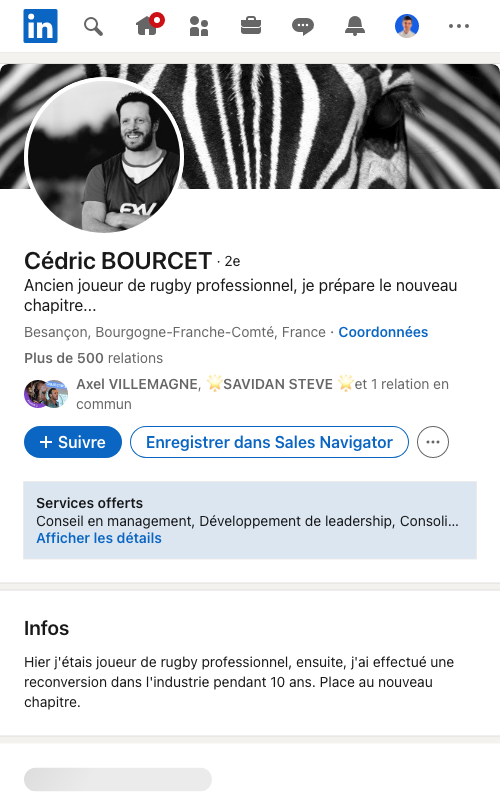 in
Cédric BOURCET · 2e
Ancien joueur de rugby professionnel, je prépare le nouveau
chapitre...
Besançon, Bourgogne-Franche-Comté, France · Coordonnées
Plus de 500 relations
Axel VILLEMAGNE, 🌟SAVIDAN STEVE 🌟et 1 relation en
commun
+ Suivre
Enregistrer dans Sales Navigator
Services offerts
Conseil en management, Développement de leadership, Consoli...
Afficher les détails
Infos
Hier j'étais joueur de rugby professionnel, ensuite, j'ai effectué une
reconversion dans l'industrie pendant 10 ans. Place au nouveau
chapitre.